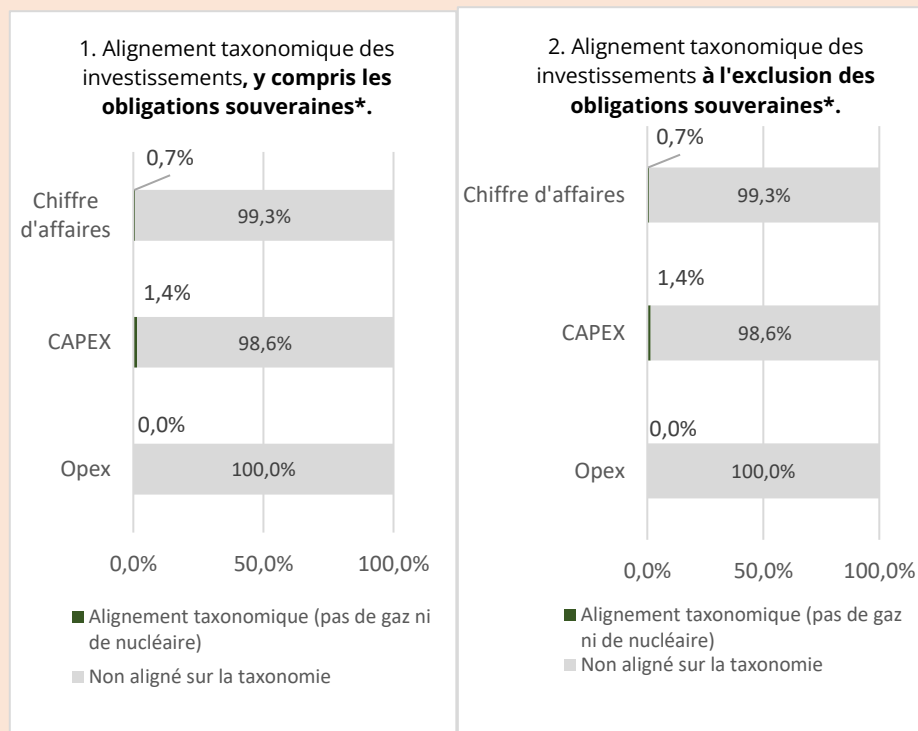 1. Alignement taxonomique des
investissements, y compris les
obligations souveraines*.
0,7%
Chiffre
d'affaires
99,3%
1,4%
CAPEX
98,6%
0,0%
Opex
100,0%
0,0%
50,0%
100,0%
Alignement taxonomique (pas de gaz ni
de nucléaire)
Non aligné sur la taxonomie
2. Alignement taxonomique des
investissements à l'exclusion des
obligations souveraines*.
0,7%
Chiffre d'affaires
99,3%
1,4%
CAPEX
98,6%
0,0%
Opex
100,0%
0,0%
50,0%
100,0%
Alignement taxonomique (pas de gaz
ni de nucléaire)
Non aligné sur la taxonomie